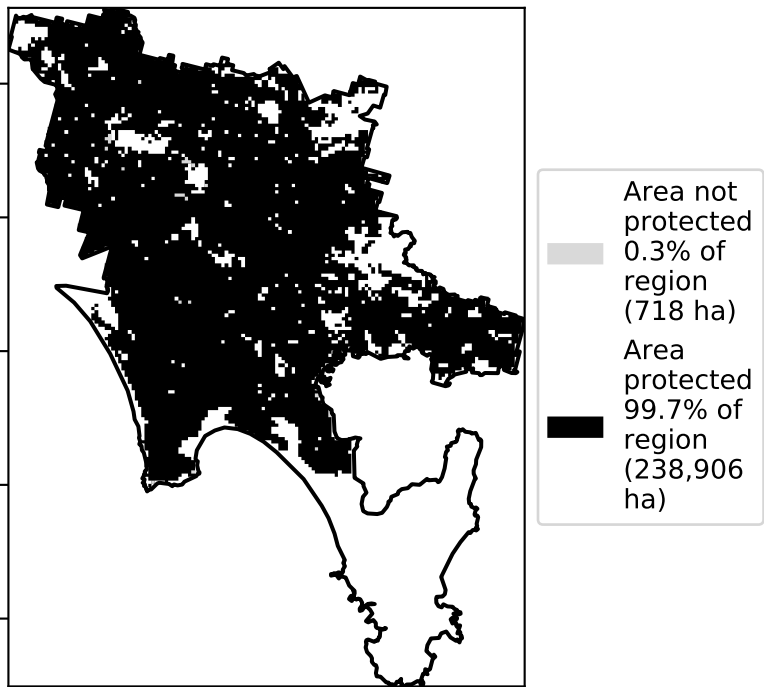 Area not
protected
0.3% of
region
(718 ha)
Area
protected
99.7% of
region
(238,906
ha)